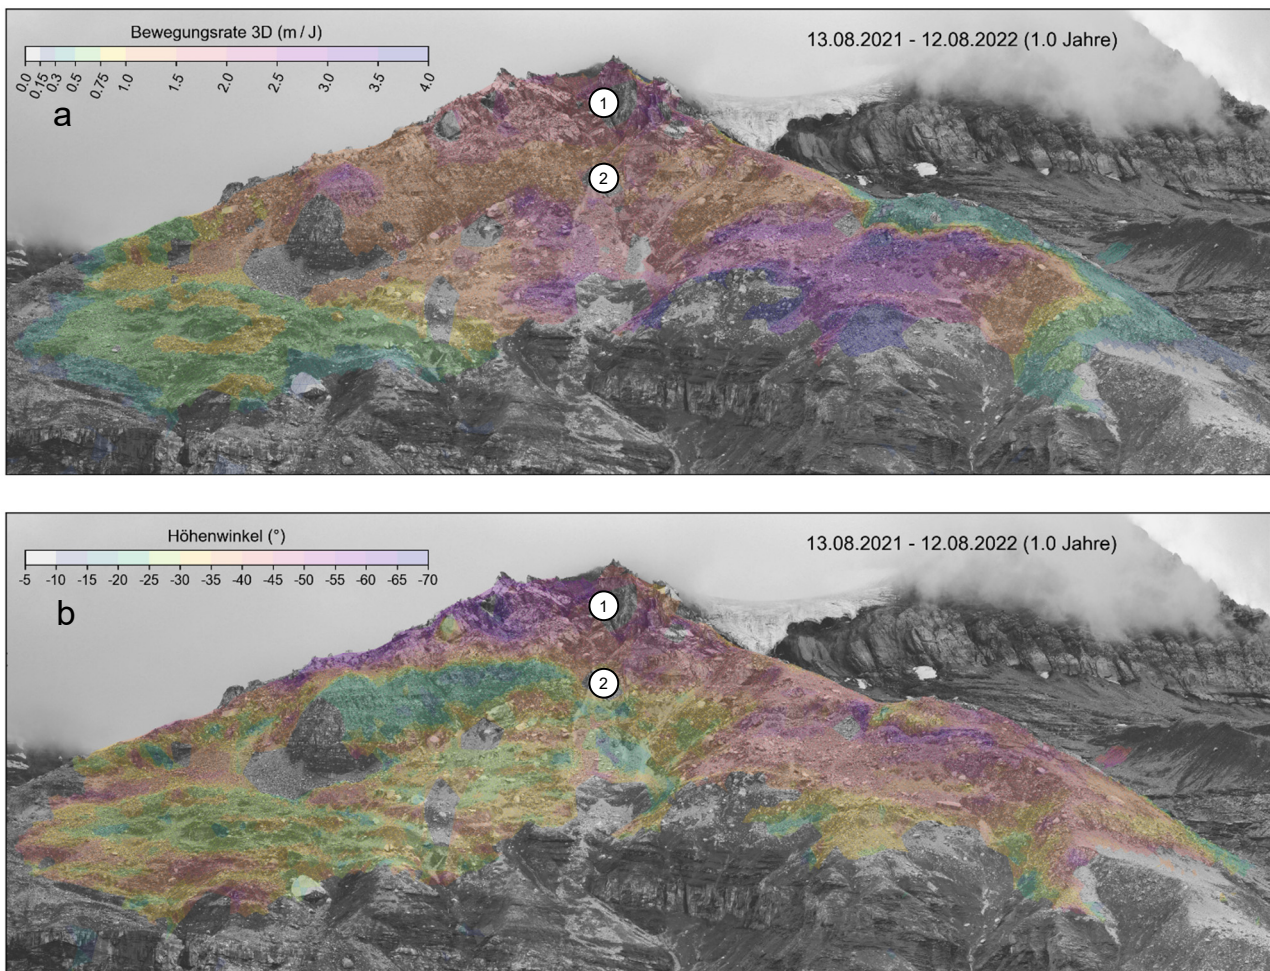 Bewegungsrate 3D (m / J)
0.0 0.15 0.3 0.5 0.75 1.0 1.5 2.0 2.5 3.0 3.5 4.0
13.08.2021 - 12.08.2022 (1.0 Jahre)
a
1
2
Höhenwinkel (°)
-5 -10 -15 -20 -25 -30 -35 -40 -45 -50 -55 -60 -65 -70
13.08.2021 - 12.08.2022 (1.0 Jahre)
b
1
2